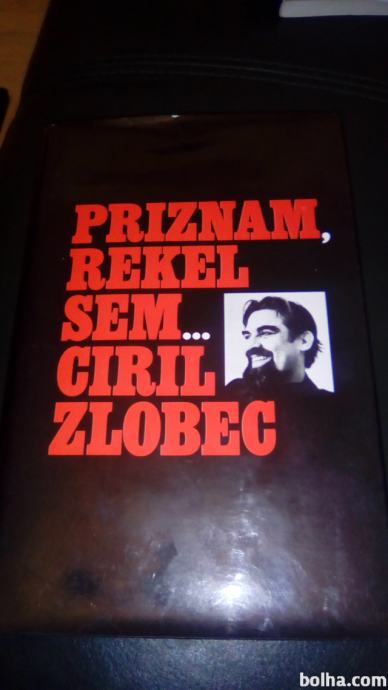 PRIZNAM,
REKEL
SEM...
CIRIL
ZLOBEC
bolha.com